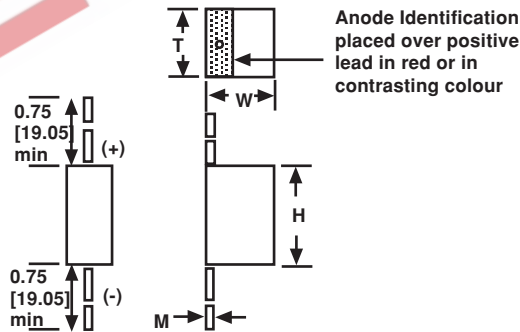 Anode Identification
placed over positive
lead in red or in
contrasting colour
T
W
0.75
[19.05]
min
(+)
H
0.75
[19.05]
min
(-)
M